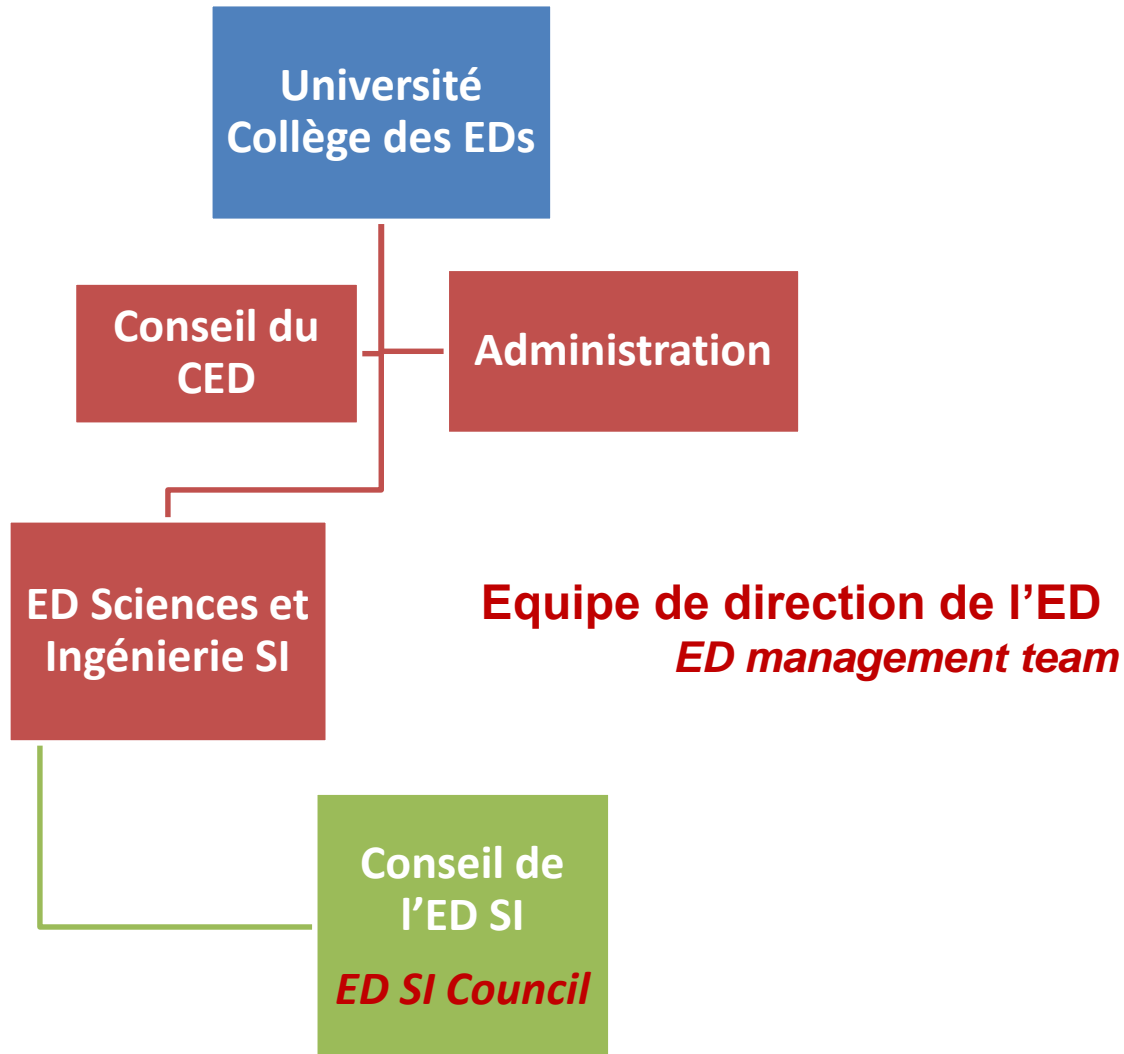 Université
Collège des EDs
Conseil du
CED
Administration
ED Sciences et
Ingénierie SI
Equipe de direction de l’ED
ED management team
Conseil de
l’ED SI
ED SI Council